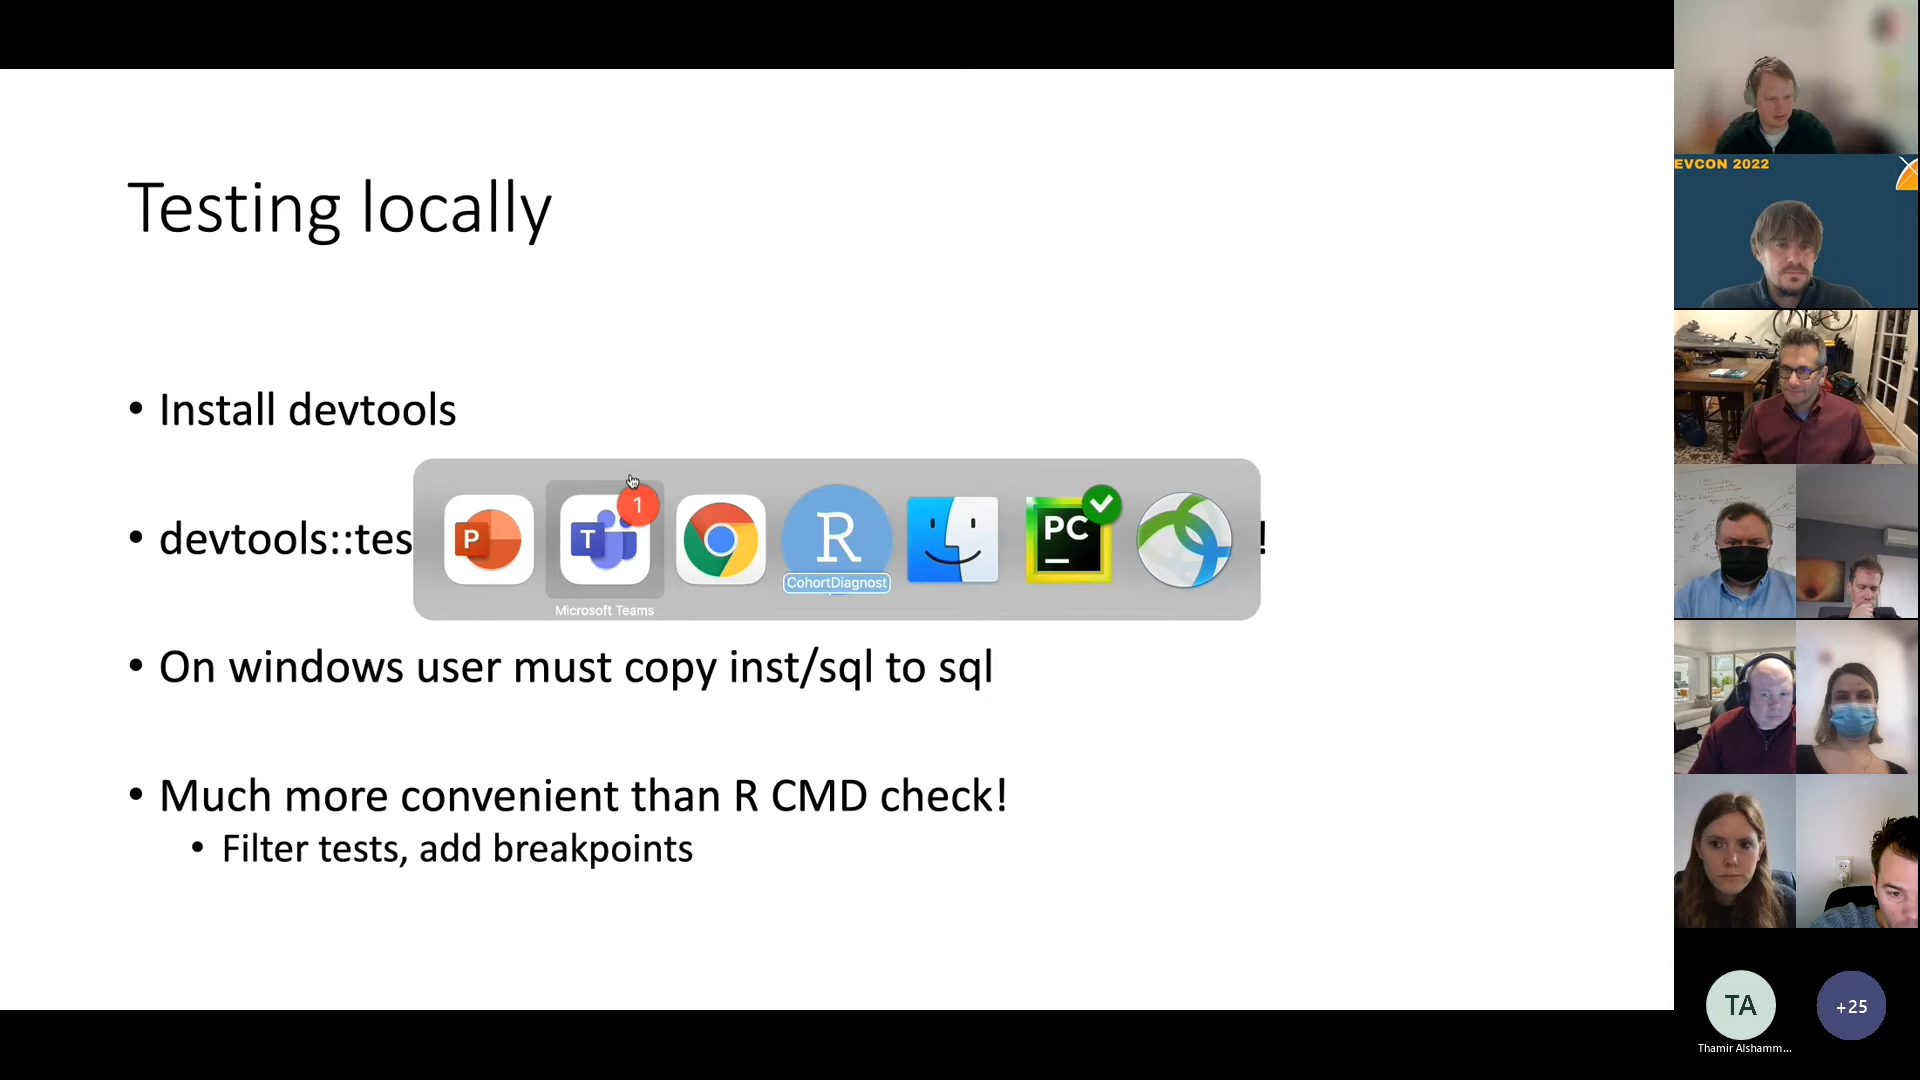 EVCON 2022
Testing locally
• Install devtools
• devtools::tes !
P
T
1
R
CohortDiagnost
PC
Microsoft Teams
• On windows user must copy inst/sql to sql
• Much more convenient than R CMD check!
• Filter tests, add breakpoints
TA
+25
Thamir Alshamm...